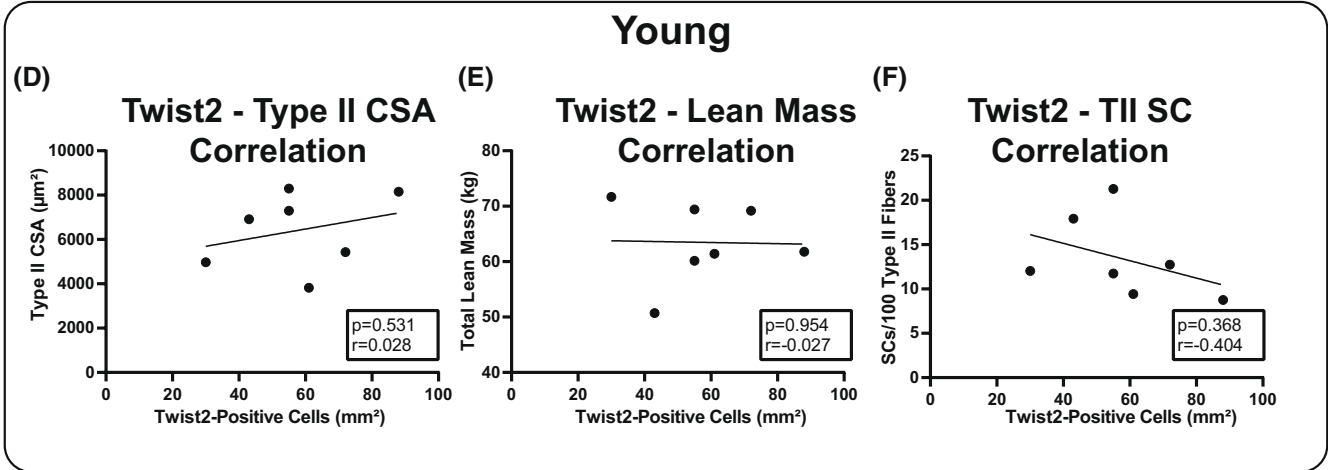 Young
(D)
Twist2 - Type II CSA
Correlation
Type II CSA (µm²)
10000
8000
6000
4000
2000
0
p=0.531
r=0.028
0 20 40 60 80 100
Twist2-Positive Cells (mm²)
(E)
Twist2 - Lean Mass
Correlation
Total Lean Mass (kg)
80
70
60
50
40
p=0.954
r=-0.027
0 20 40 60 80 100
Twist2-Positive Cells (mm²)
(F)
Twist2 - TII SC
Correlation
SCs/100 Type II Fibers
25
20
15
10
5
0
p=0.368
r=-0.404
0 20 40 60 80 100
Twist2-Positive Cells (mm²)